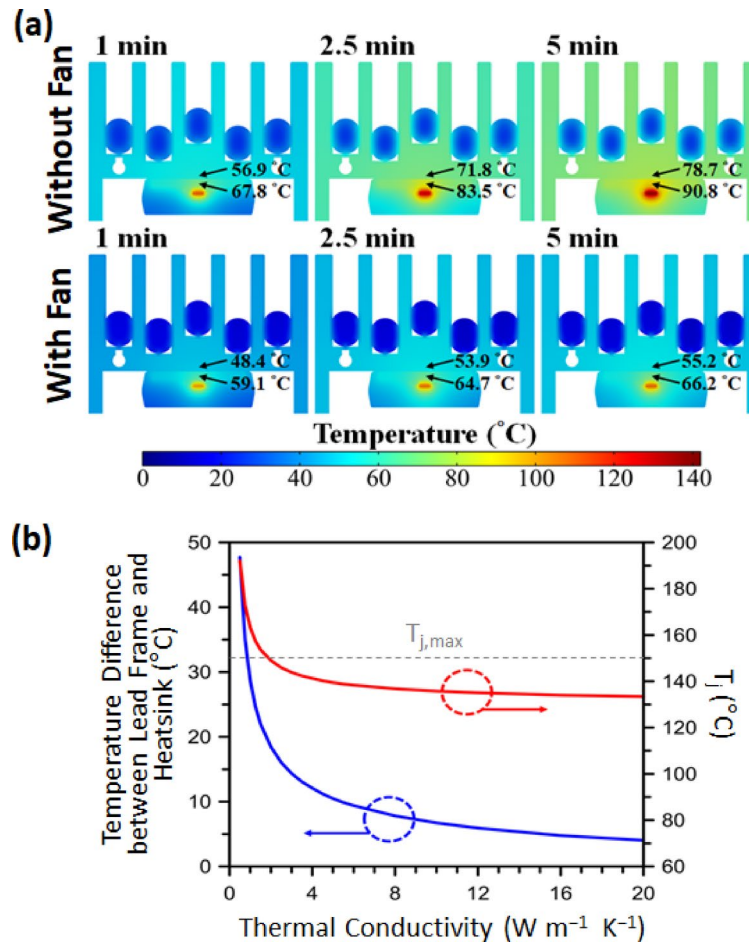 (a)
1 min 2.5 min 5 min
Without Fan
56.9 °C 71.8 °C 78.7 °C
67.8 °C 83.5 °C 90.8 °C
1 min 2.5 min 5 min
With Fan
48.4 °C 53.9 °C 55.2 °C
59.1 °C 64.7 °C 66.2 °C
Temperature (°C)
0 20 40 60 80 100 120 140
(b)
Temperature Difference
between Lead Frame and
Heatsink (°C)
50
40
30
20
10
0
Tj,max
200
180
160
140
120
100
80
60
Tj (°C)
0 4 8 12 16 20
Thermal Conductivity (W m⁻¹ K⁻¹)